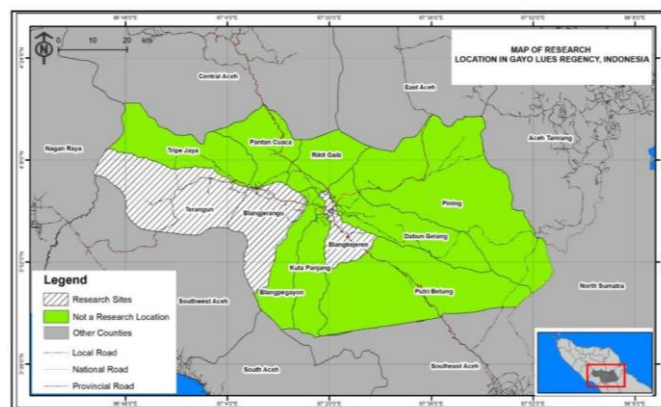 MAP OF RESEARCH
LOCATION IN GAYO LUES REGENCY, INDONESIA
N
0 10 20
km
Central Aceh
East Aceh
Aceh Tamiang
Nagan Raya
Pantan Cuaca
Tripe Jaya
Rikit Gaib
Pining
Terangun
Blangjerango
Dabun Gelang
Blangkejeren
Kuta Panjang
Blangpegayon
Putri Betung
North Sumatra
Southwest Aceh
South Aceh
Southeast Aceh
Legend
Research Sites
Not a Research Location
Other Counties
Local Road
National Road
Provincial Road